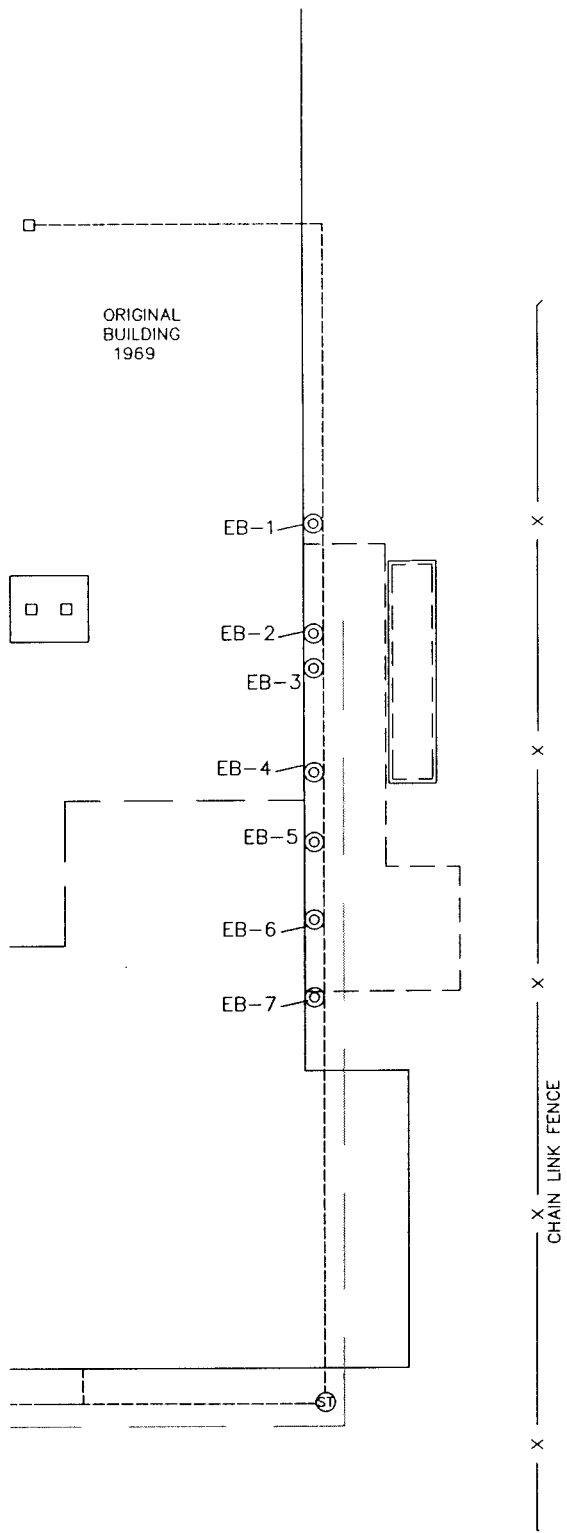 ORIGINAL
BUILDING
1969
EB-1
EB-2
EB-3
EB-4
EB-5
EB-6
EB-7
ST
X
X
X
X
X
CHAIN LINK FENCE